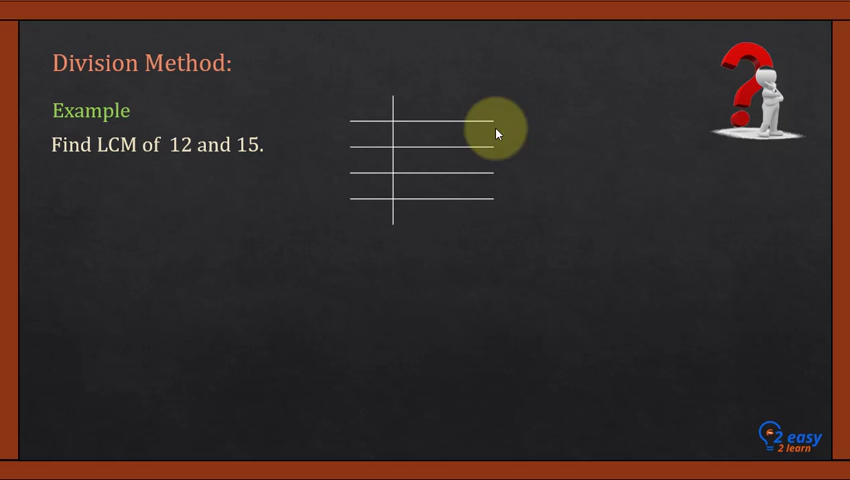 Division Method:
Example
Find LCM of 12 and 15.
2 easy
2 learn